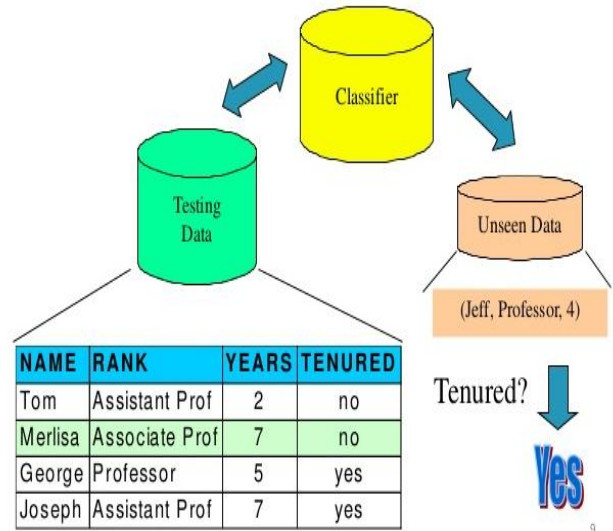 Classifier
Testing
Data
Unseen Data
(Jeff, Professor, 4)
NAME RANK YEARS TENURED
Tom Assistant Prof 2 no
Merlisa Associate Prof 7 no
George Professor 5 yes
Joseph Assistant Prof 7 yes
Tenured?
Yes
9